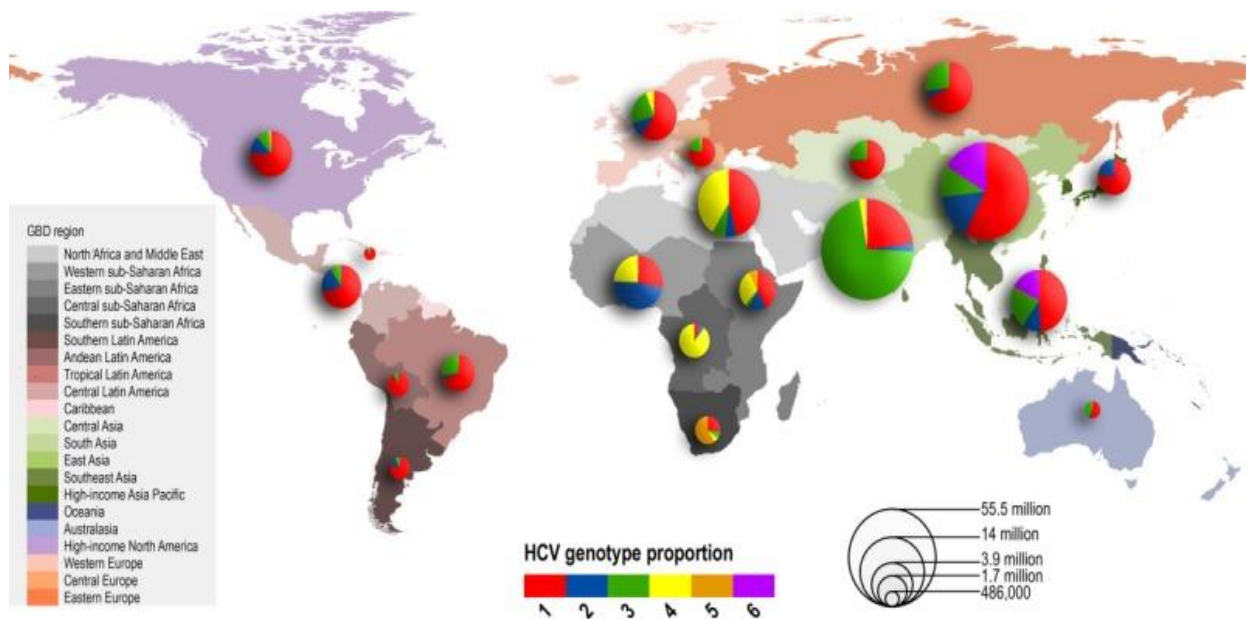 GBD region
North Africa and Middle East
Western sub-Saharan Africa
Eastern sub-Saharan Africa
Central sub-Saharan Africa
Southern sub-Saharan Africa
Southern Latin America
Andean Latin America
Tropical Latin America
Central Latin America
Caribbean
Central Asia
South Asia
East Asia
Southeast Asia
High-income Asia Pacific
Oceania
Australasia
High-income North America
Western Europe
Central Europe
Eastern Europe
HCV genotype proportion
1 2 3 4 5 6
55.5 million
14 million
3.9 million
1.7 million
486,000